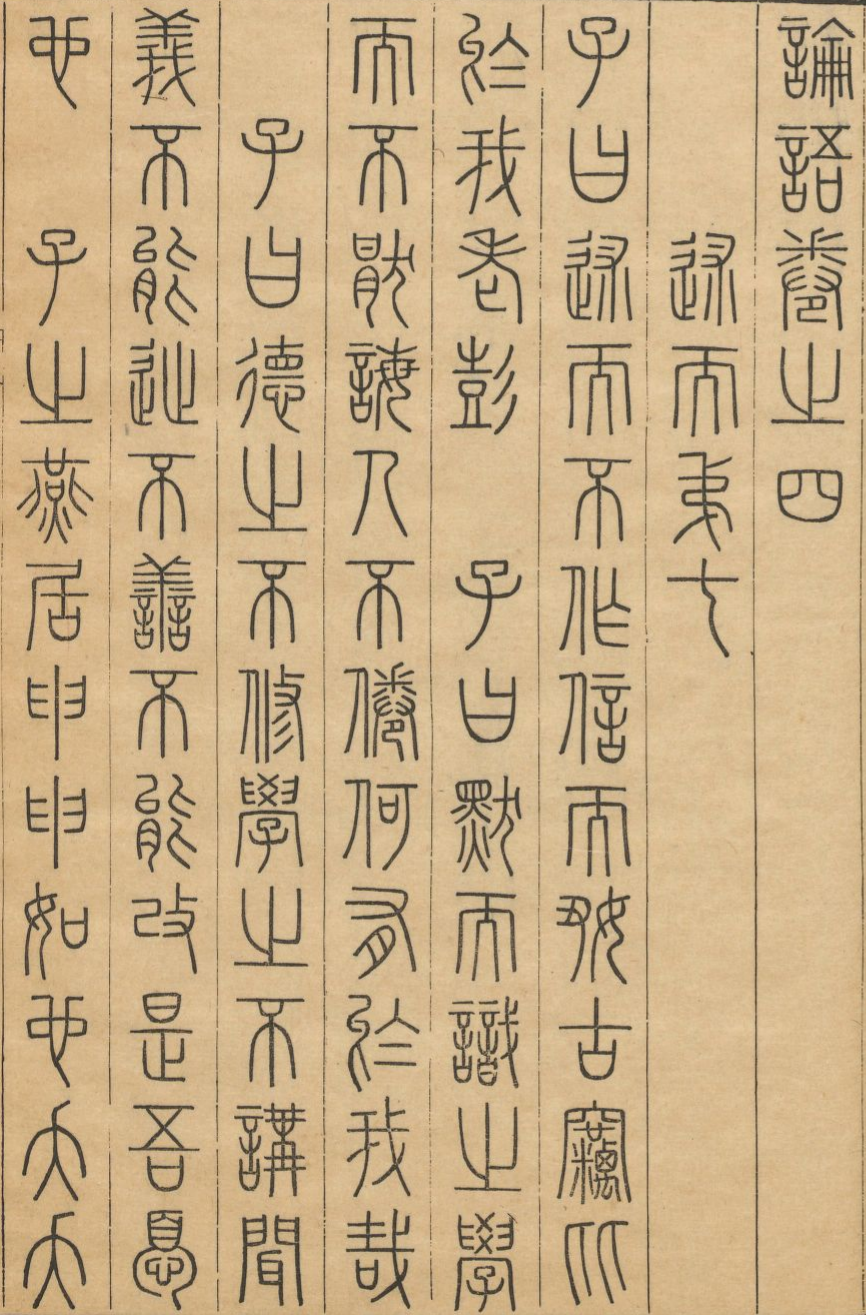 論語卷之四
述而弟七
子曰述而不作信而好古竊比
於我老彭　子曰默而識之學
而不猒誨人不倦何有於我哉
子曰德之不修學之不講聞
義不能徙不善不能改是吾憂
也　子之燕居申申如也夭夭